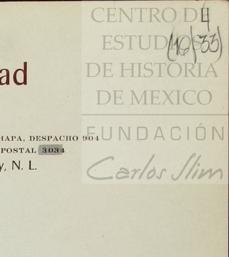 CENTRO DE
ESTUDIOS
DE HISTORIA
DE MEXICO
FUNDACIÓN
Carlos Slim
ad
HAPA, DESPACHO 904
POSTAL 3034
y, N. L.